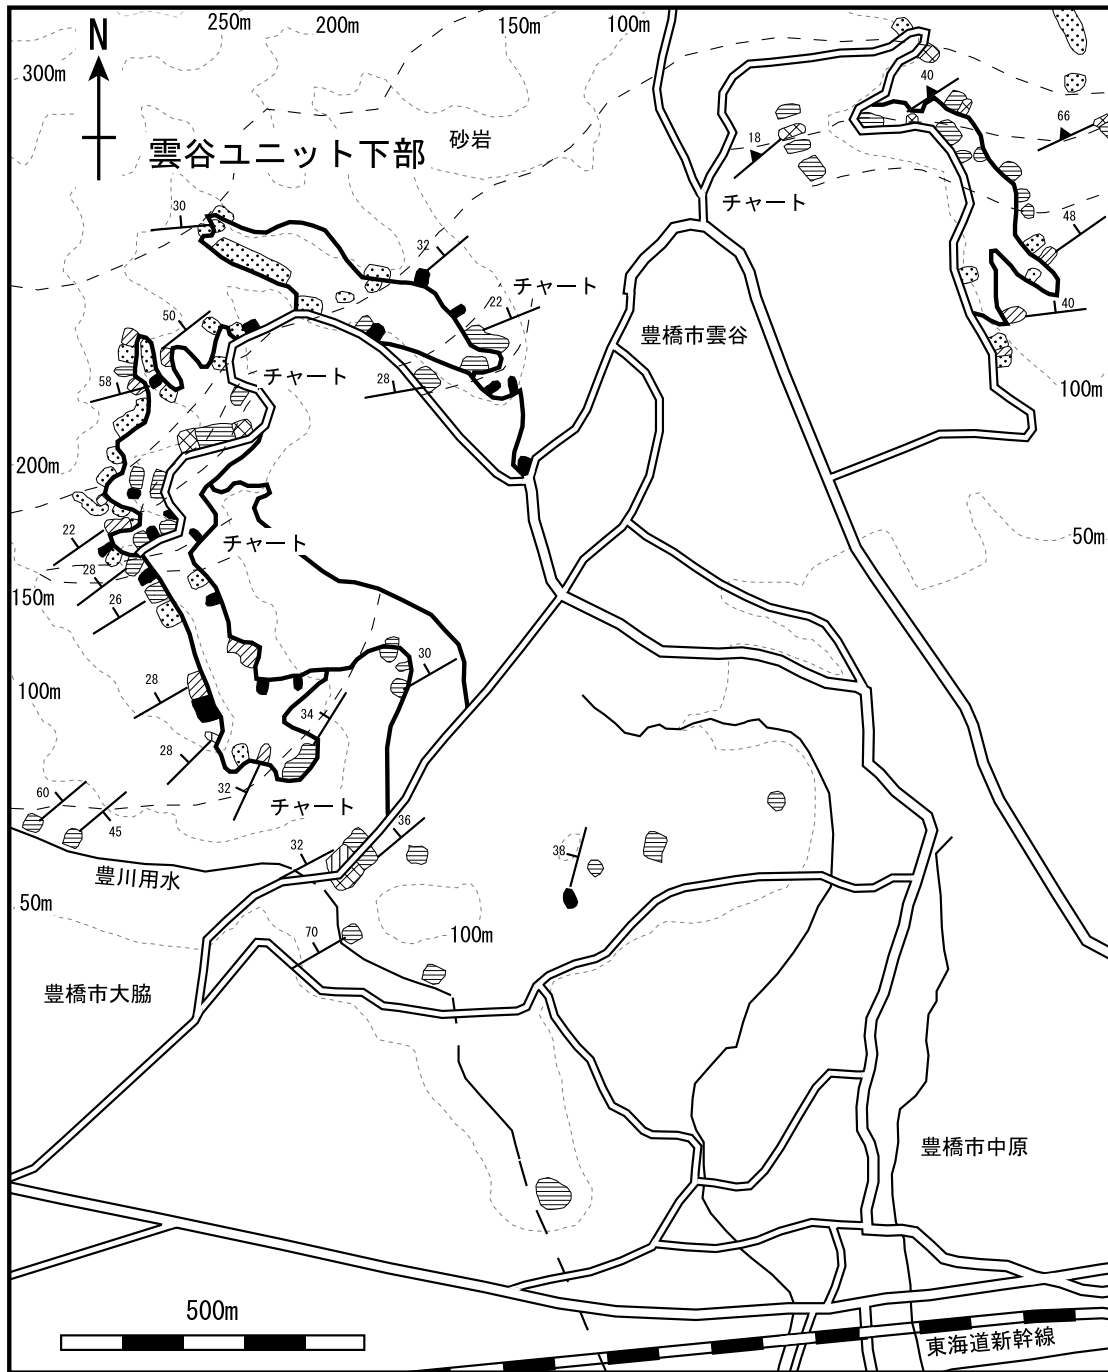 250m
200m
150m
100m
N
300m
砂岩
雲谷ユニット下部
40
66
18
チャート
30
48
32
チャート
22
40
50
豊橋市雲谷
チャート
28
58
100m
200m
50m
22
チャート
28
150m
26
30
28
100m
34
28
32
チャート
60
45
36
32
38
豊川用水
50m
70
100m
豊橋市大脇
豊橋市中原
500m
東海道新幹線